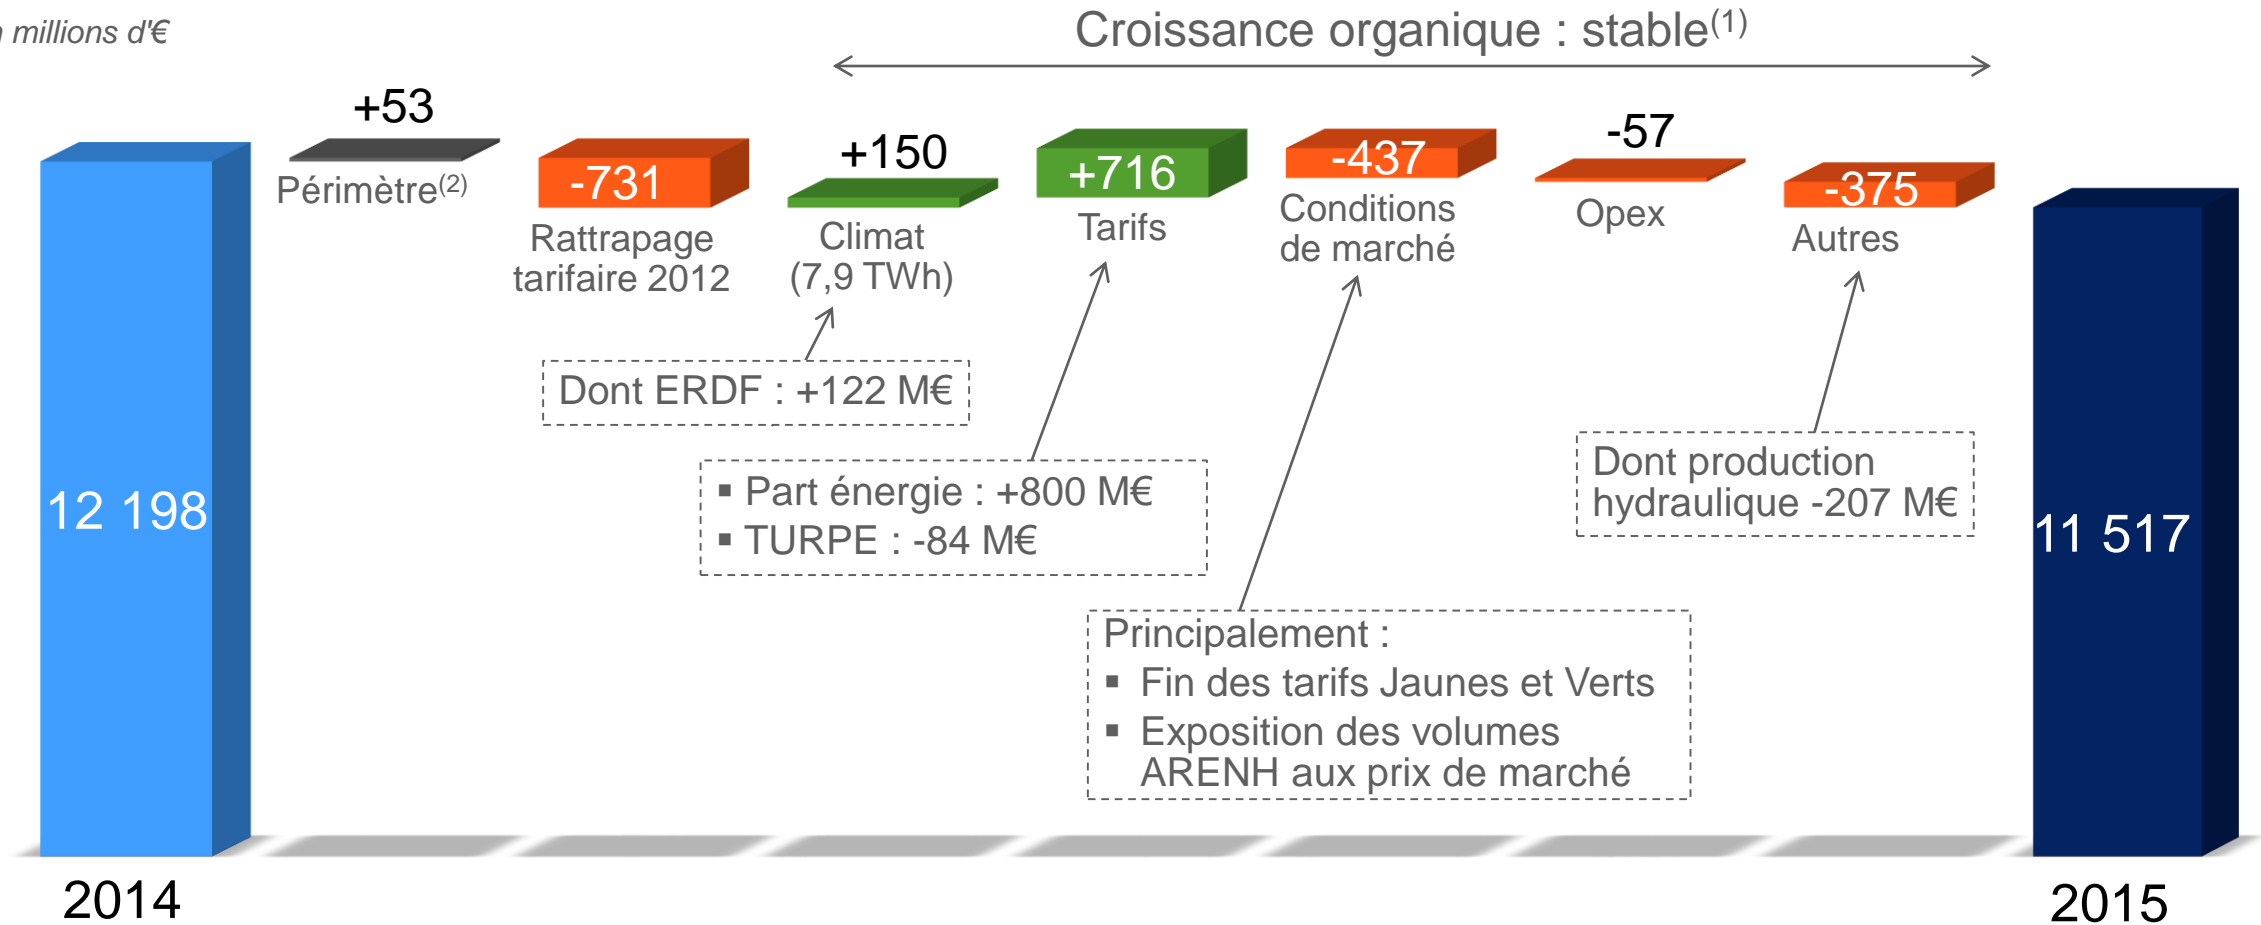 millions d'€
Croissance organique : stable(1)
+53
Périmètre(2)
-731
Rattrapage
tarifaire 2012
+150
Climat
(7,9 TWh)
+716
Tarifs
-437
Conditions
de marché
-57
Opex
-375
Autres
Dont ERDF : +122 M€
▪ Part énergie : +800 M€
▪ TURPE : -84 M€
Dont production
hydraulique -207 M€
Principalement :
▪ Fin des tarifs Jaunes et Verts
▪ Exposition des volumes
ARENH aux prix de marché
12 198
11 517
2014
2015